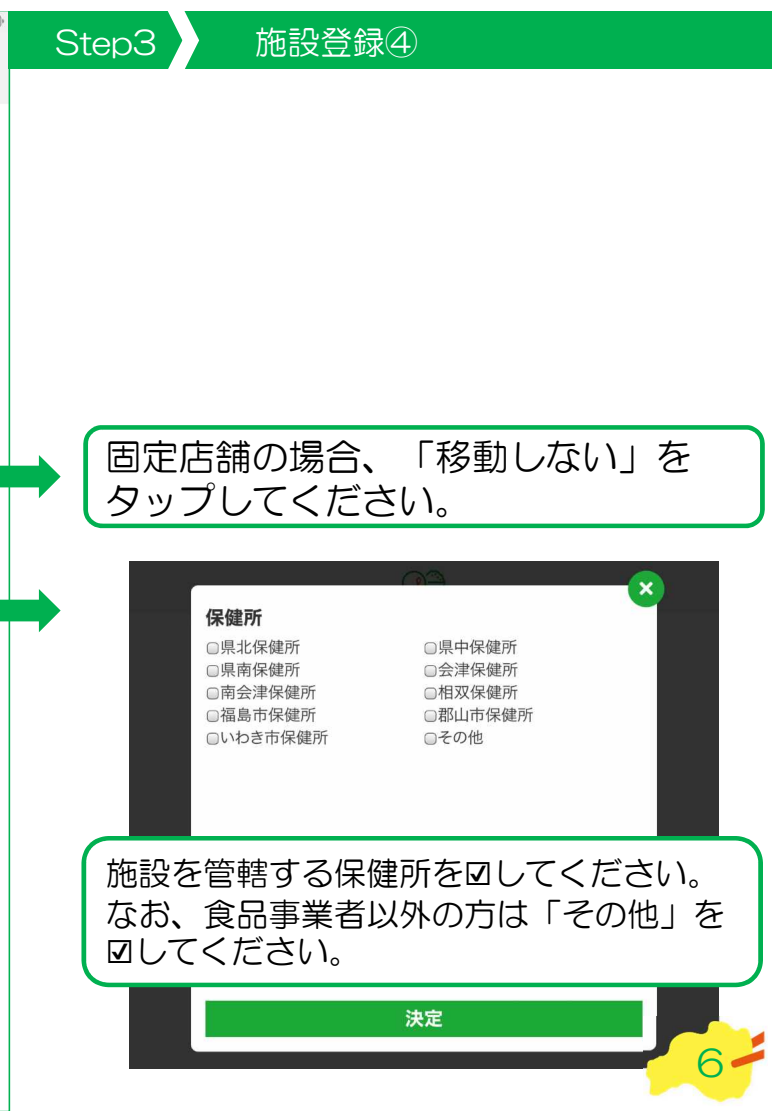 Step3 施設登録④
固定店舗の場合、「移動しない」を
タップしてください。
×
保健所
□県北保健所 □県中保健所
□県南保健所 □会津保健所
□南会津保健所 □相双保健所
□福島市保健所 □郡山市保健所
□いわき市保健所 □その他
施設を管轄する保健所を☑してください。
なお、食品事業者以外の方は「その他」を
☑してください。
決定
6